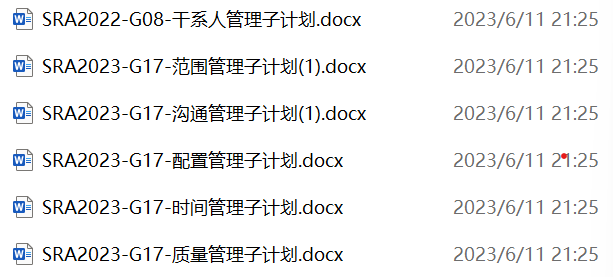 SRA2022-G08-干系人管理子计划.docx 2023/6/11 21:25
SRA2023-G17-范围管理子计划(1).docx 2023/6/11 21:25
SRA2023-G17-沟通管理子计划(1).docx 2023/6/11 21:25
SRA2023-G17-配置管理子计划.docx 2023/6/11 21:25
SRA2023-G17-时间管理子计划.docx 2023/6/11 21:25
SRA2023-G17-质量管理子计划.docx 2023/6/11 21:25